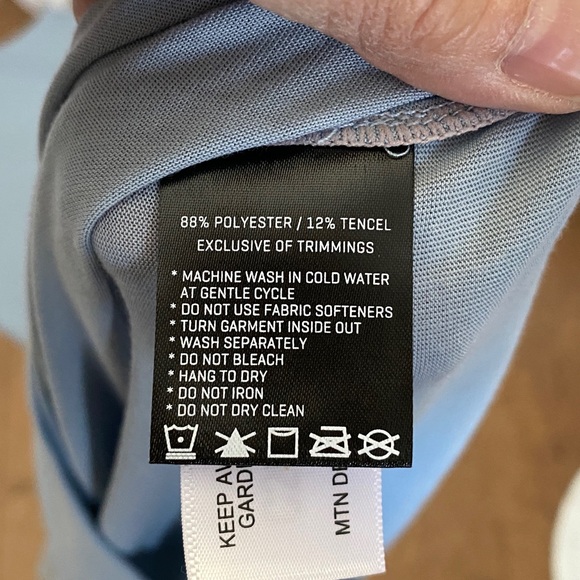 88% POLYESTER / 12% TENCEL
EXCLUSIVE OF TRIMMINGS
* MACHINE WASH IN COLD WATER
AT GENTLE CYCLE
* DO NOT USE FABRIC SOFTENERS
* TURN GARMENT INSIDE OUT
* WASH SEPARATELY
* DO NOT BLEACH
* HANG TO DRY
* DO NOT IRON
* DO NOT DRY CLEAN
KEEP
MTN